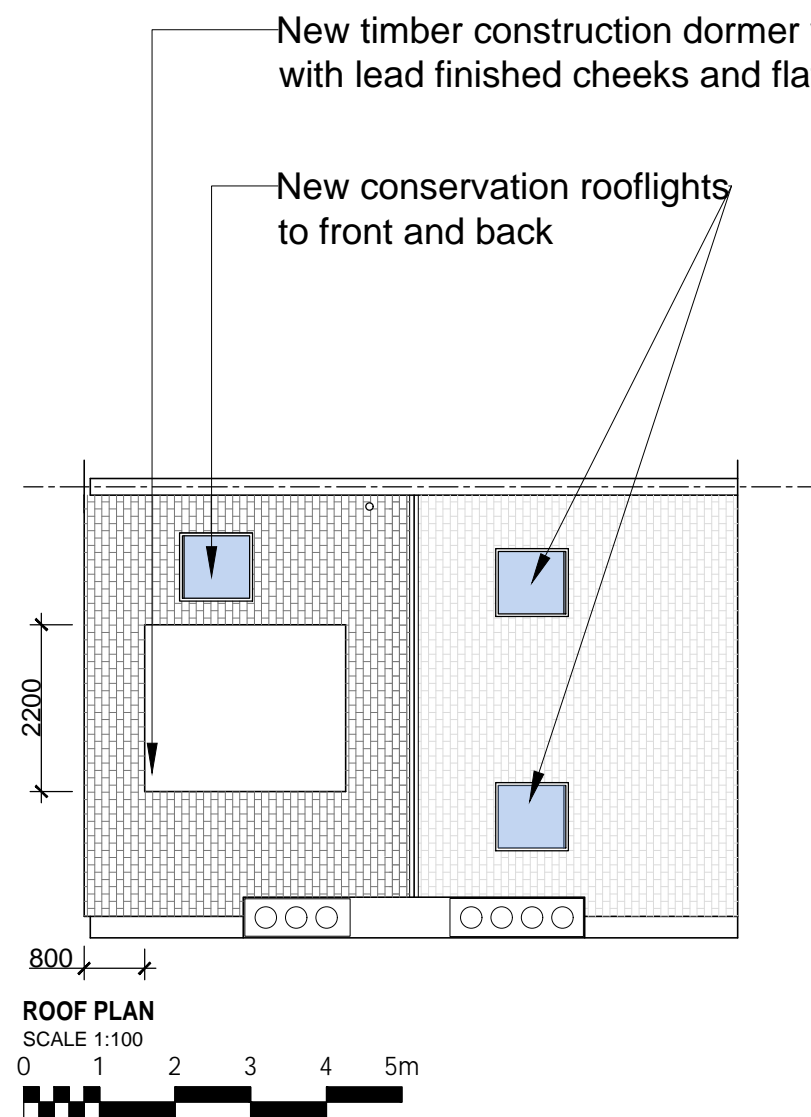 New timber construction dormer
with lead finished cheeks and
New conservation rooflights
to front and back
2200
800
ROOF PLAN
SCALE 1:100
0 1 2 3 4 5m